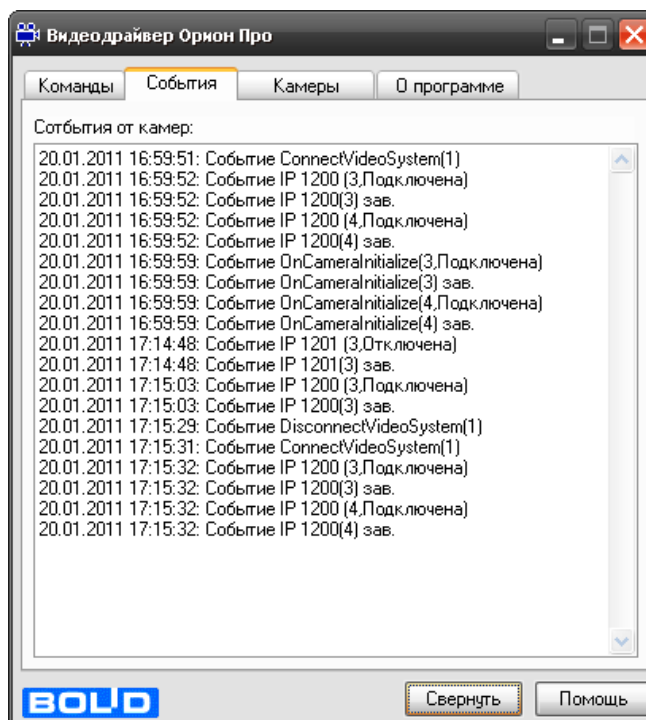 Видеодрайвер Орион Про
Команды События Камеры О программе
Сотбытия от камер:
20.01.2011 16:59:51: Событие ConnectVideoSystem(1)
20.01.2011 16:59:52: Событие IP 1200 (3,Подключена)
20.01.2011 16:59:52: Событие IP 1200(3) зав.
20.01.2011 16:59:52: Событие IP 1200 (4,Подключена)
20.01.2011 16:59:52: Событие IP 1200(4) зав.
20.01.2011 16:59:59: Событие OnCameraInitialize(3,Подключена)
20.01.2011 16:59:59: Событие OnCameraInitialize(3) зав.
20.01.2011 16:59:59: Событие OnCameraInitialize(4,Подключена)
20.01.2011 16:59:59: Событие OnCameraInitialize(4) зав.
20.01.2011 17:14:48: Событие IP 1201 (3,Отключена)
20.01.2011 17:14:48: Событие IP 1201(3) зав.
20.01.2011 17:15:03: Событие IP 1200 (3,Подключена)
20.01.2011 17:15:03: Событие IP 1200(3) зав.
20.01.2011 17:15:29: Событие DisconnectVideoSystem(1)
20.01.2011 17:15:31: Событие ConnectVideoSystem(1)
20.01.2011 17:15:32: Событие IP 1200 (3,Подключена)
20.01.2011 17:15:32: Событие IP 1200(3) зав.
20.01.2011 17:15:32: Событие IP 1200 (4,Подключена)
20.01.2011 17:15:32: Событие IP 1200(4) зав.
BOLID Свернуть Помощь